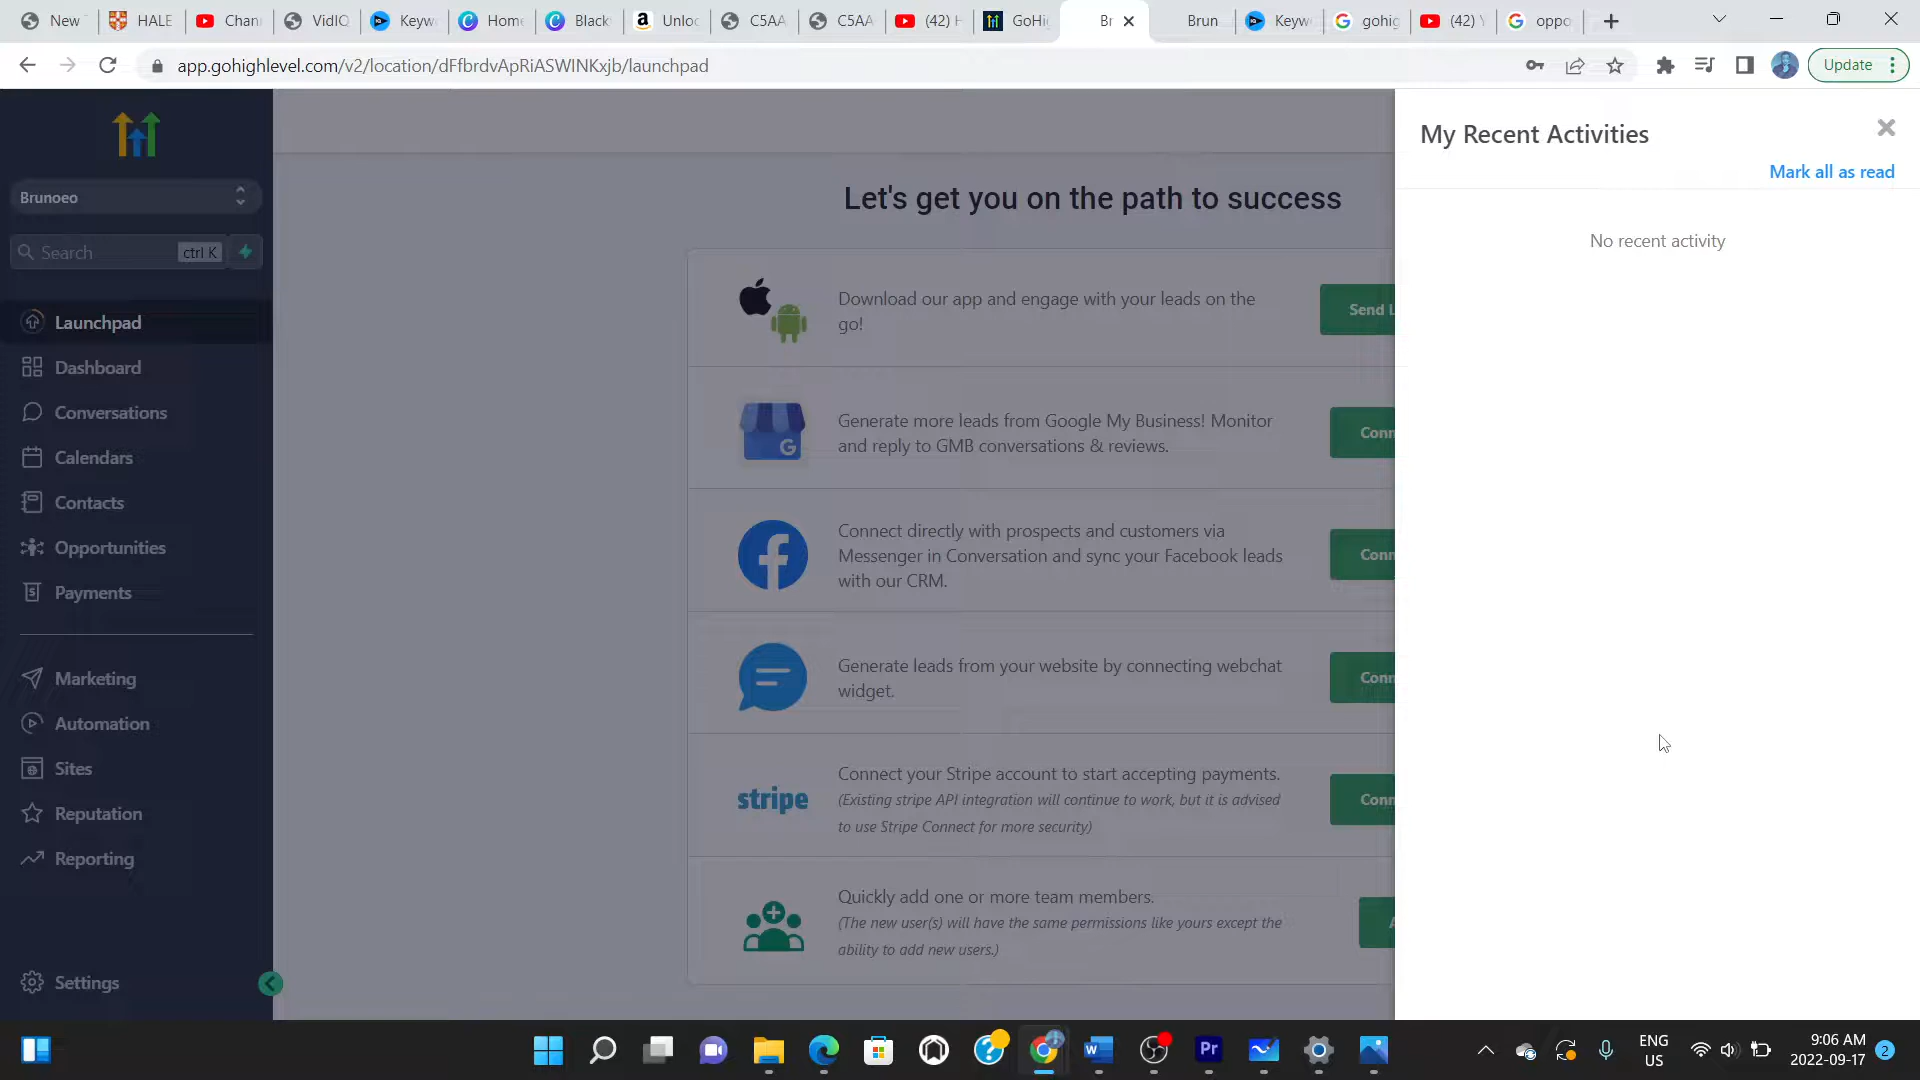 New
HALE
Chan
VidIQ
Keyw
Home
Black
Unloc
C5AA
C5AA
(42) H
GoHi
Br
Brun
Keyw
gohig
(42) Y
oppo
app.gohighlevel.com/v2/location/dFfbrdvApRiASWINKxjb/launchpad
Update
My Recent Activities
Mark all as read
No recent activity
Brunoeo
Search
ctrl K
Launchpad
Dashboard
Conversations
Calendars
Contacts
Opportunities
Payments
Marketing
Automation
Sites
Reputation
Reporting
Settings
Let's get you on the path to success
Download our app and engage with your leads on the
go!
Send L
Generate more leads from Google My Business! Monitor
and reply to GMB conversations & reviews.
Conn
Connect directly with prospects and customers via
Messenger in Conversation and sync your Facebook leads
with our CRM.
Conn
Generate leads from your website by connecting webchat
widget.
Conn
stripe
Connect your Stripe account to start accepting payments.
(Existing stripe API integration will continue to work, but it is advised
to use Stripe Connect for more security)
Conn
Quickly add one or more team members.
(The new user(s) will have the same permissions like yours except the
ability to add new users.)
A
ENG
US
9:06 AM
2022-09-17
2